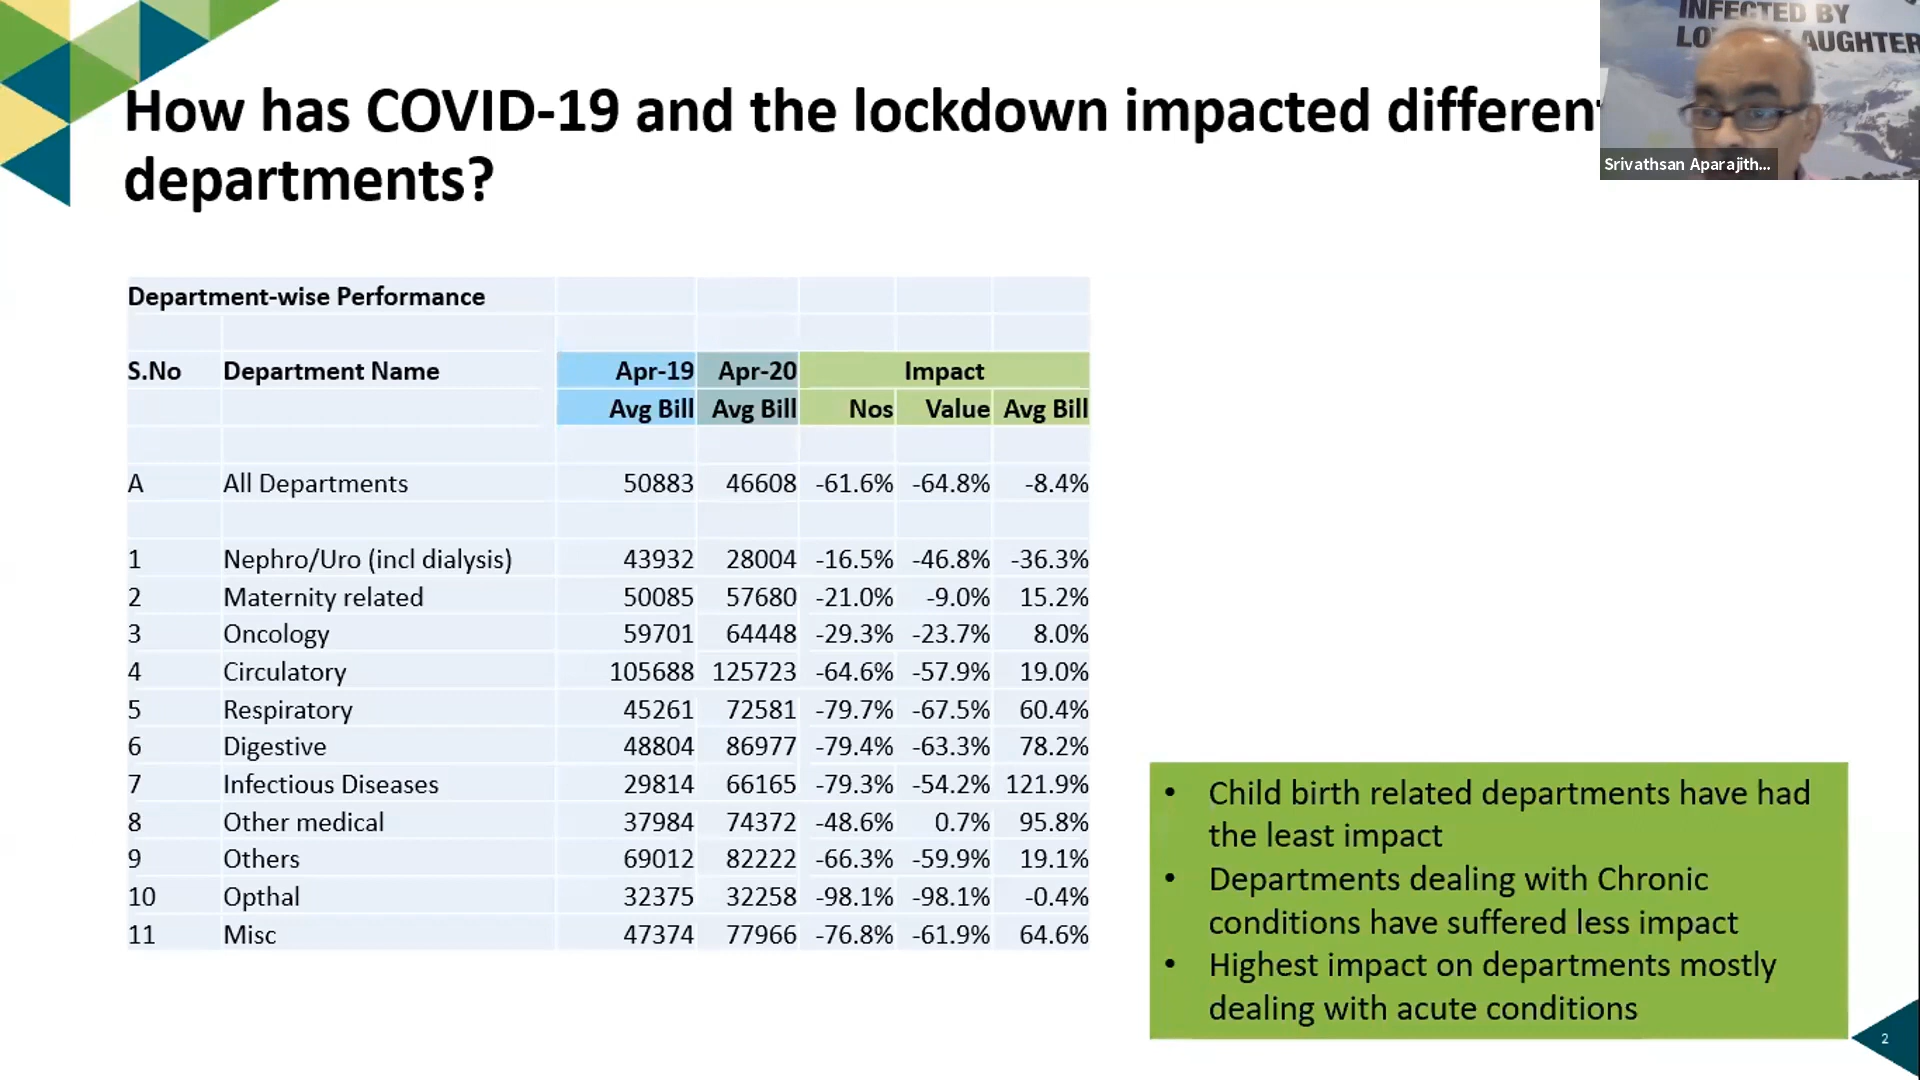 INFECTED BY
AUGHTER
How has COVID-19 and the lockdown impacted differen
departments?
Srivathsan Aparajith...
Department-wise Performance
S.No Department Name Apr-19 Apr-20 Impact
Avg Bill Avg Bill Nos Value Avg Bill
A All Departments 50883 46608 -61.6% -64.8% -8.4%
1 Nephro/Uro (incl dialysis) 43932 28004 -16.5% -46.8% -36.3%
2 Maternity related 50085 57680 -21.0% -9.0% 15.2%
3 Oncology 59701 64448 -29.3% -23.7% 8.0%
4 Circulatory 105688 125723 -64.6% -57.9% 19.0%
5 Respiratory 45261 72581 -79.7% -67.5% 60.4%
6 Digestive 48804 86977 -79.4% -63.3% 78.2%
7 Infectious Diseases 29814 66165 -79.3% -54.2% 121.9%
8 Other medical 37984 74372 -48.6% 0.7% 95.8%
9 Others 69012 82222 -66.3% -59.9% 19.1%
10 Opthal 32375 32258 -98.1% -98.1% -0.4%
11 Misc 47374 77966 -76.8% -61.9% 64.6%
• Child birth related departments have had
the least impact
• Departments dealing with Chronic
conditions have suffered less impact
• Highest impact on departments mostly
dealing with acute conditions
2